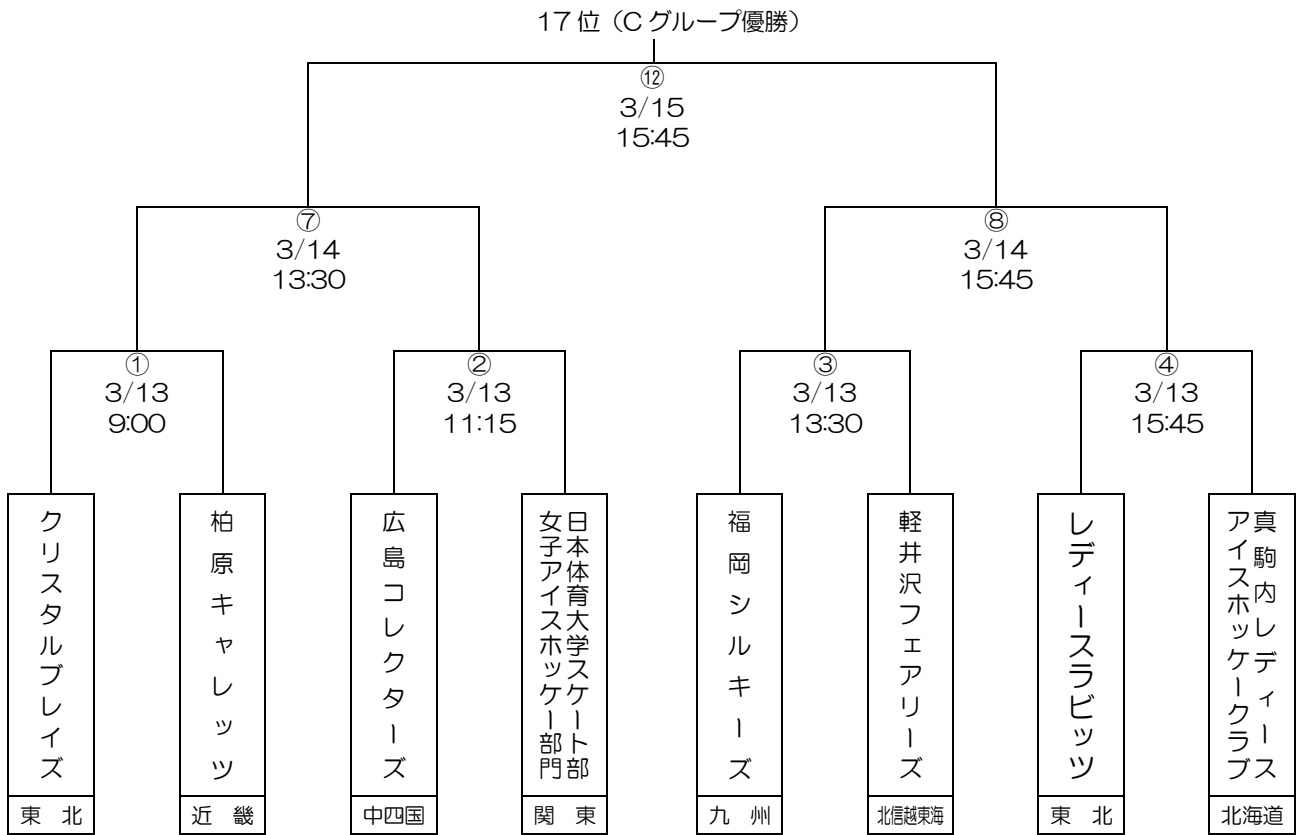 17位（Cグループ優勝）
⑫
3/15
15:45
⑦
3/14
13:30
⑧
3/14
15:45
①
3/13
9:00
②
3/13
11:15
③
3/13
13:30
④
3/13
15:45
クリスタルブレイズ
柏原キャレッツ
広島コレクターズ
日本体育大学スケート部
女子アイスホッケー部門
福岡シルキーズ
軽井沢フェアリーズ
レディースラビッツ
真駒内レディース
アイスホッケークラブ
東北
近畿
中四国
関東
九州
北信越東海
東北
北海道